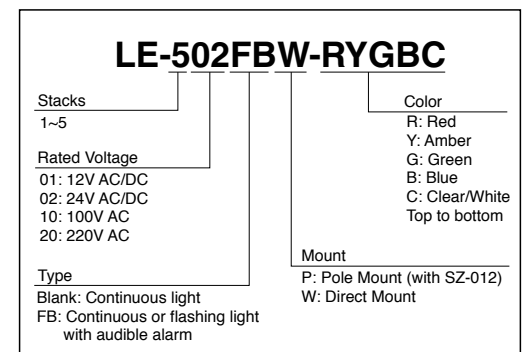 LE-502FBW-RYGBC
Stacks
1~5
Rated Voltage
01: 12V AC/DC
02: 24V AC/DC
10: 100V AC
20: 220V AC
Type
Blank: Continuous light
FB: Continuous or flashing light
with audible alarm
Color
R: Red
Y: Amber
G: Green
B: Blue
C: Clear/White
Top to bottom
Mount
P: Pole Mount (with SZ-012)
W: Direct Mount